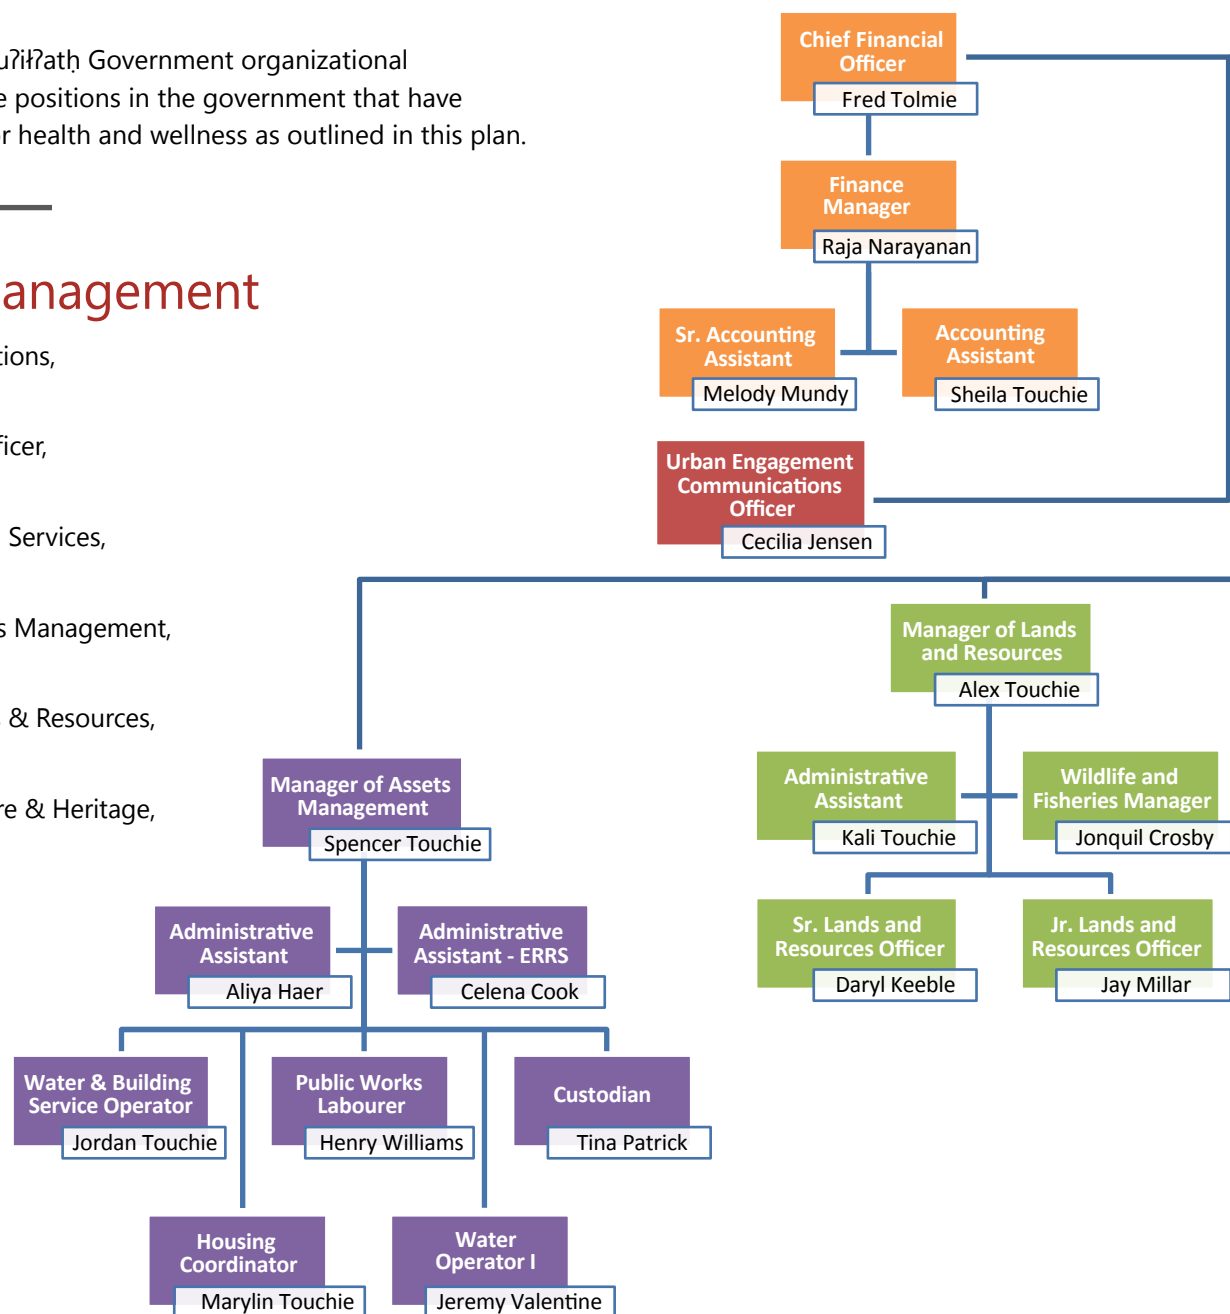 Government organizational
positions in the government that have
health and wellness as outlined in this plan.
Services,
Management,
& Resources,
& Heritage,
Chief Financial
Officer
Fred Tolmie
Finance
Manager
Raja Narayanan
Sr. Accounting
Assistant
Melody Mundy
Accounting
Assistant
Sheila Touchie
Urban Engagement
Communications
Officer
Cecilia Jensen
Manager of Lands
and Resources
Alex Touchie
Administrative
Assistant
Kali Touchie
Wildlife and
Fisheries Manager
Jonquil Crosby
Sr. Lands and
Resources Officer
Daryl Keeble
Jr. Lands and
Resources Officer
Jay Millar
Manager of Assets
Management
Spencer Touchie
Administrative
Assistant
Aliya Haer
Administrative
Assistant - ERRS
Celena Cook
Water & Building
Service Operator
Jordan Touchie
Public Works
Labourer
Henry Williams
Custodian
Tina Patrick
Housing
Coordinator
Marylin Touchie
Water
Operator I
Jeremy Valentine